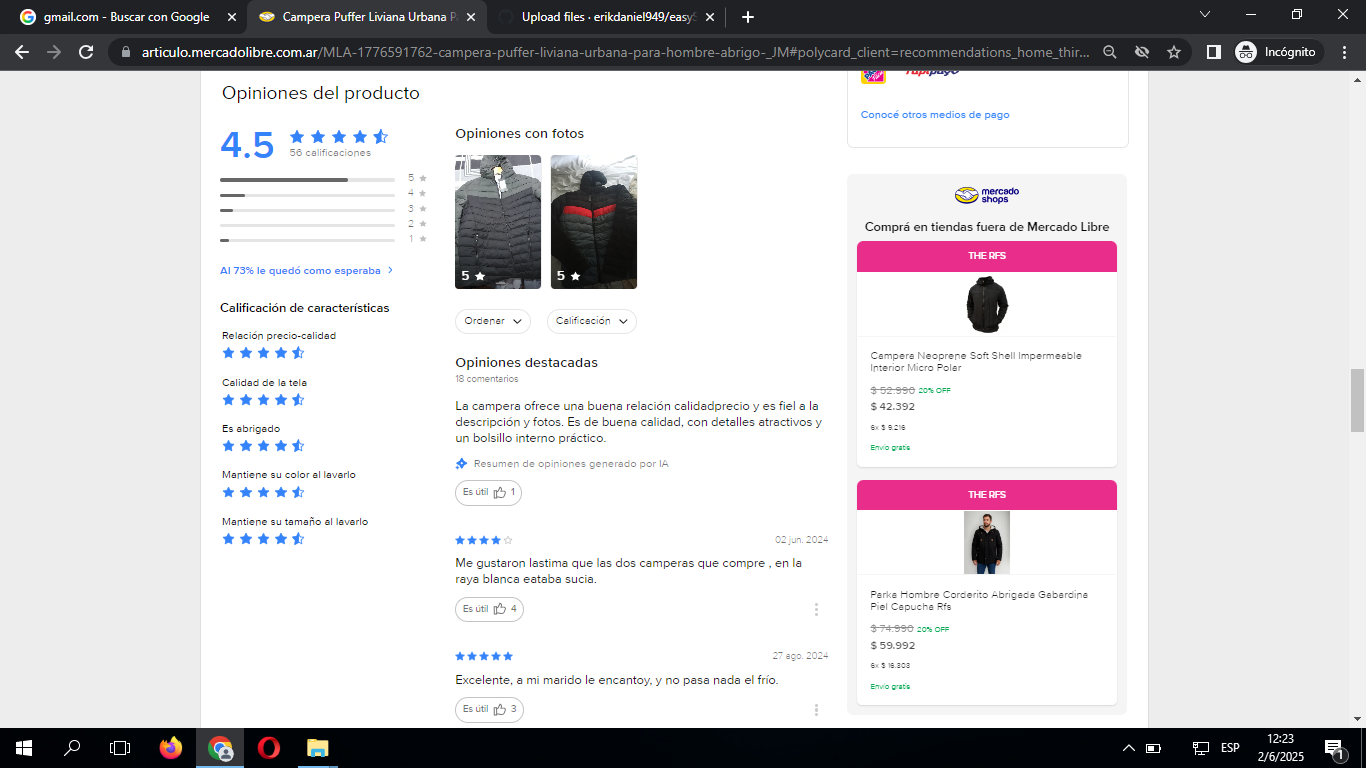 gmail.com - Buscar con Google
Campera Puffer Liviana Urbana P
Upload files · erikdaniel949/easy
articulo.mercadolibre.com.ar/MLA-1776591762-campera-puffer-liviana-urbana-para-hombre-abrigo-_JM#polycard_client=recommendations_home_thir...
Incógnito
Opiniones del producto
4.5
56 calificaciones
5
4
3
2
1
Al 73% le quedó como esperaba
Calificación de características
Relación precio-calidad
Calidad de la tela
Es abrigado
Mantiene su color al lavarlo
Mantiene su tamaño al lavarlo
Opiniones con fotos
5
5
Ordenar
Calificación
Opiniones destacadas
18 comentarios
La campera ofrece una buena relación calidadprecio y es fiel a la
descripción y fotos. Es de buena calidad, con detalles atractivos y
un bolsillo interno práctico.
Resumen de opiniones generado por IA
Es útil 1
02 jun. 2024
Me gustaron lastima que las dos camperas que compre , en la
raya blanca eataba sucia.
Es útil 4
27 ago. 2024
Excelente, a mi marido le encantoy, y no pasa nada el frío.
Es útil 3
rapipago
Conocé otros medios de pago
mercado
shops
Comprá en tiendas fuera de Mercado Libre
THE RFS
Campera Neoprene Soft Shell Impermeable
Interior Micro Polar
$ 52.990 20% OFF
$ 42.392
6x $ 9.216
Envío gratis
THE RFS
Parka Hombre Corderito Abrigada Gabardina
Piel Capucha Rfs
$ 74.990 20% OFF
$ 59.992
6x $ 16.303
Envío gratis
ESP
12:23
2/6/2025
1